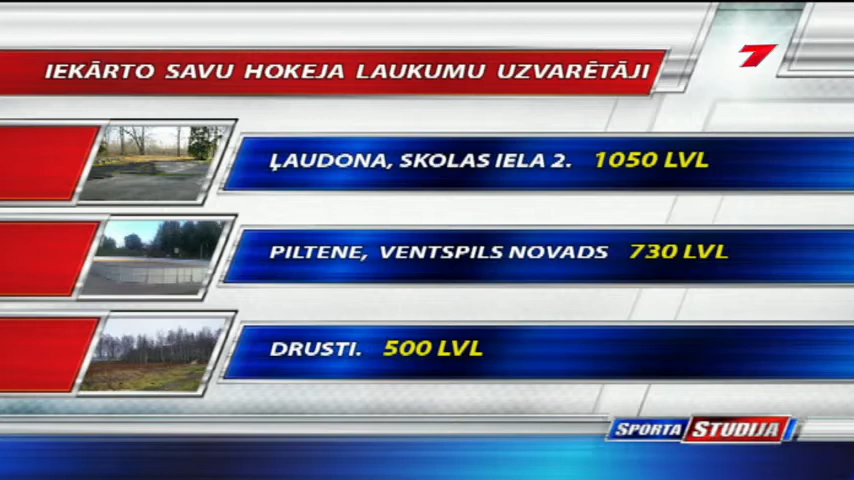 IEKĀRTO SAVU HOKEJA LAUKUMU UZVARĒTĀJI
7
ĻAUDONA, SKOLAS IELA 2. 1050 LVL
PILTENE, VENTSPILS NOVADS 730 LVL
DRUSTI. 500 LVL
SPORTA STUDIJA